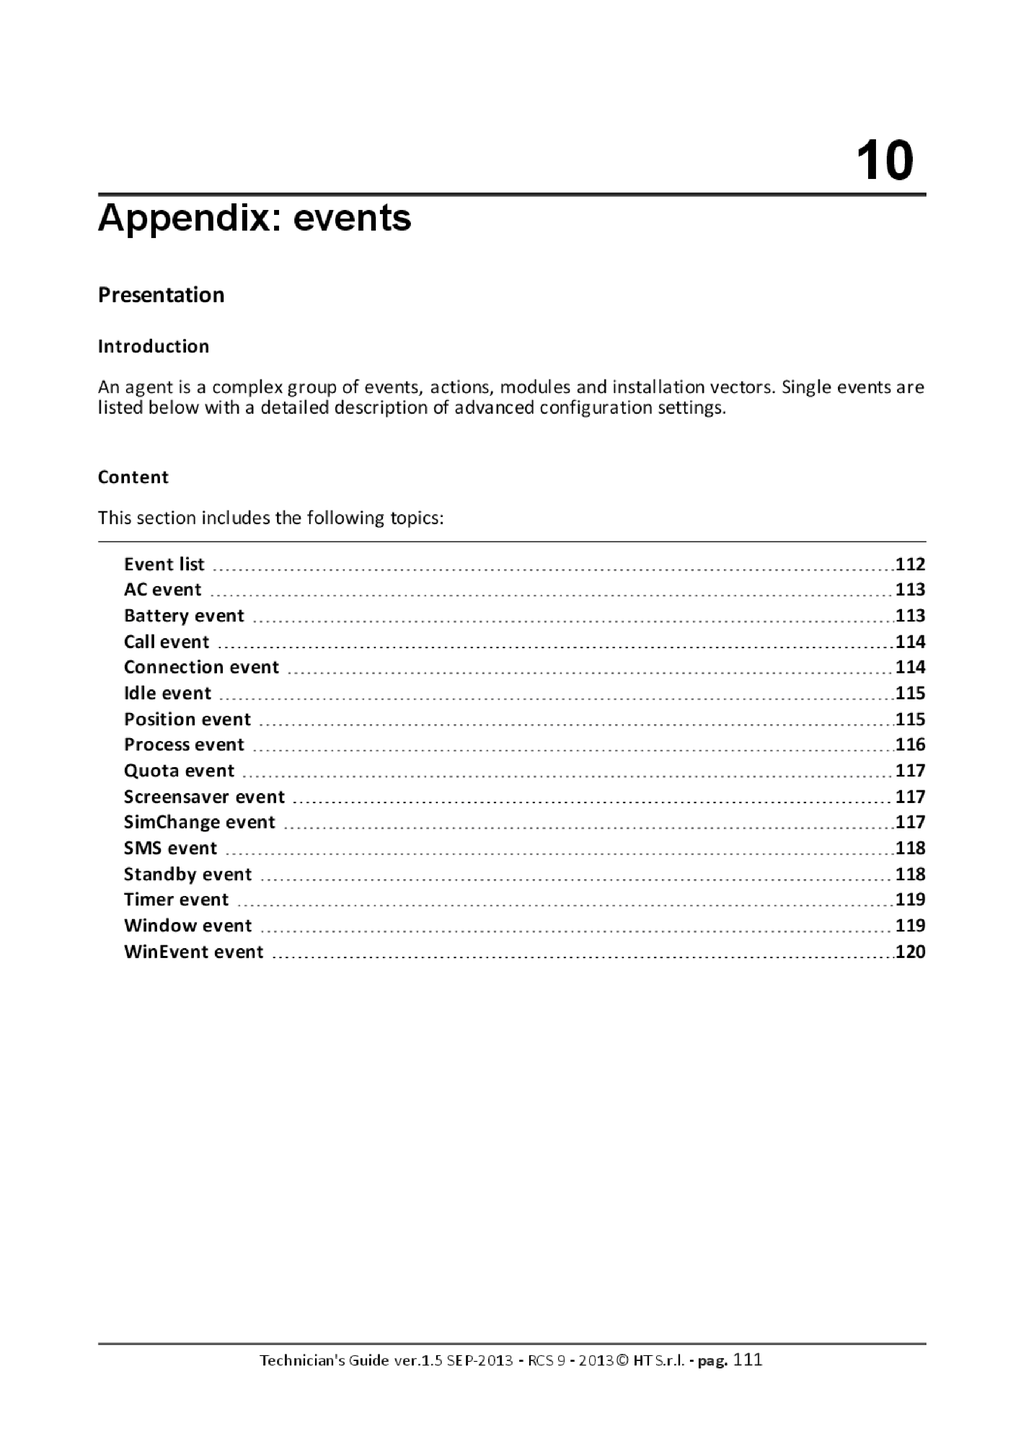 10
Appendix: events
Presentation
Introduction
An agent is a complex group of events, actions, modules and installation vectors. Single events are
listed below with a detailed description of advanced configuration settings.
Content
This section includes the following topics:
Event list 112
AC event 113
Battery event 113
Call event 114
Connection event 114
Idle event 115
Position event 115
Process event 116
Quota event 117
Screensaver event 117
SimChange event 117
SMS event 118
Standby event 118
Timer event 119
Window event 119
WinEvent event 120
Technician's Guide ver.1.5 SEP-2013 - RCS 9 - 2013© HT S.r.l. - pag. 111